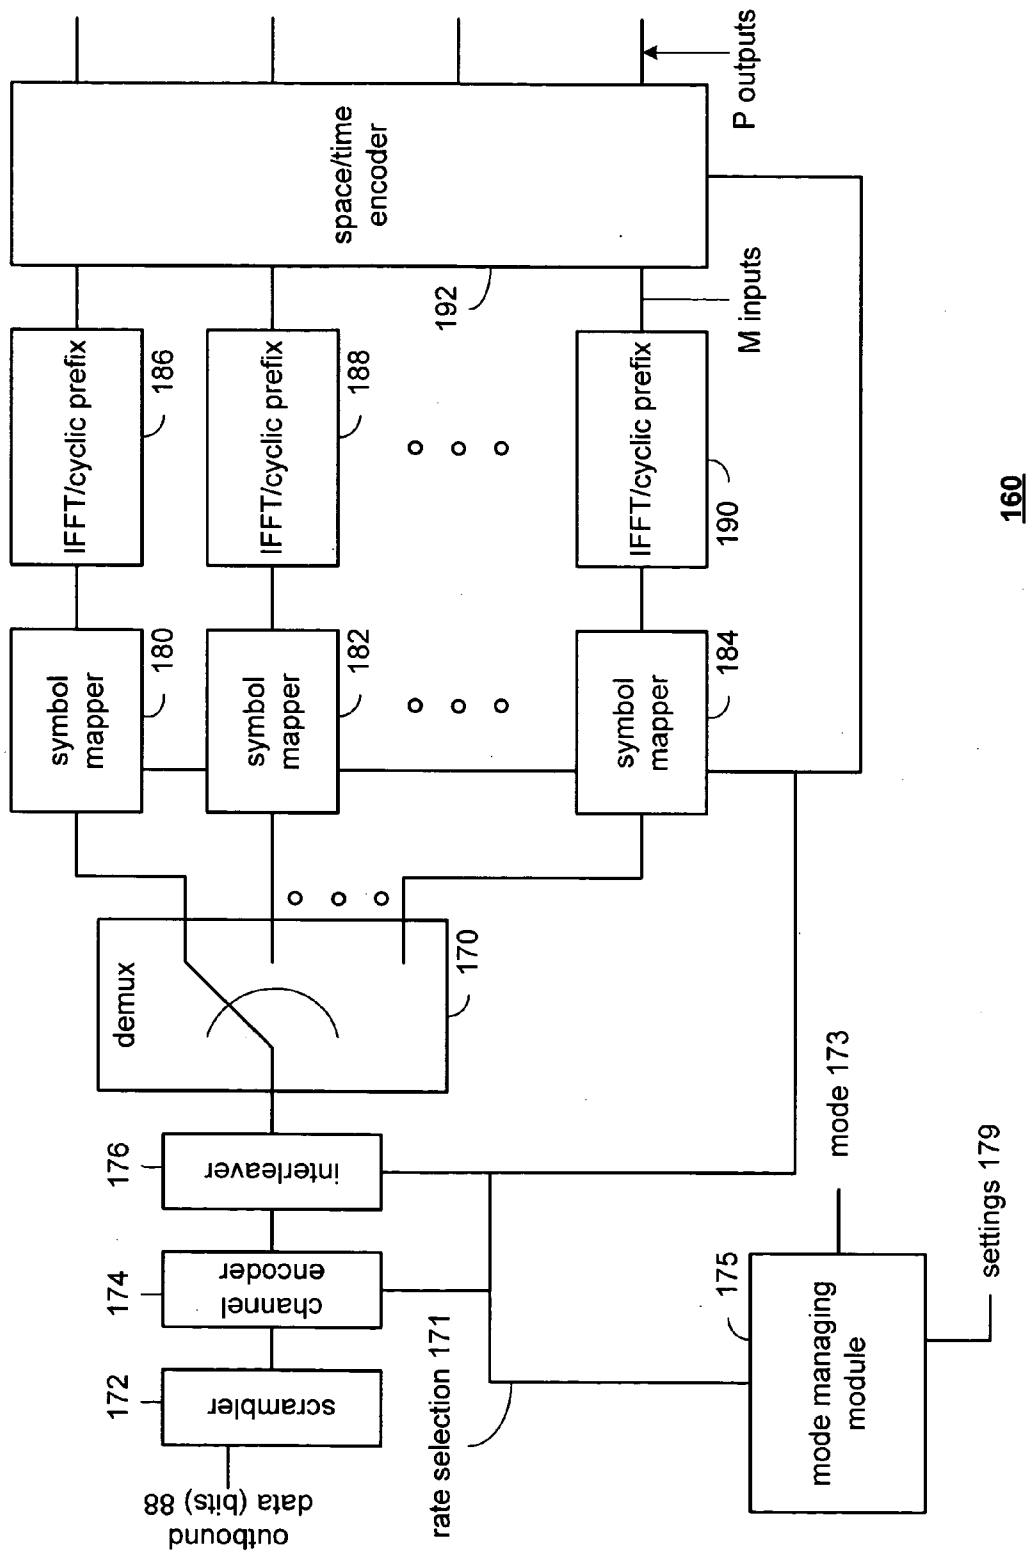 outbound
data (bits) 88
172
scrambler
174
channel
encoder
176
interleaver
demux
170
symbol
mapper
180
symbol
mapper
182
symbol
mapper
184
IFFT/cyclic prefix
186
IFFT/cyclic prefix
188
IFFT/cyclic prefix
190
M inputs
192
space/time
encoder
P outputs
rate selection 171
mode managing
module
175
mode 173
settings 179
160